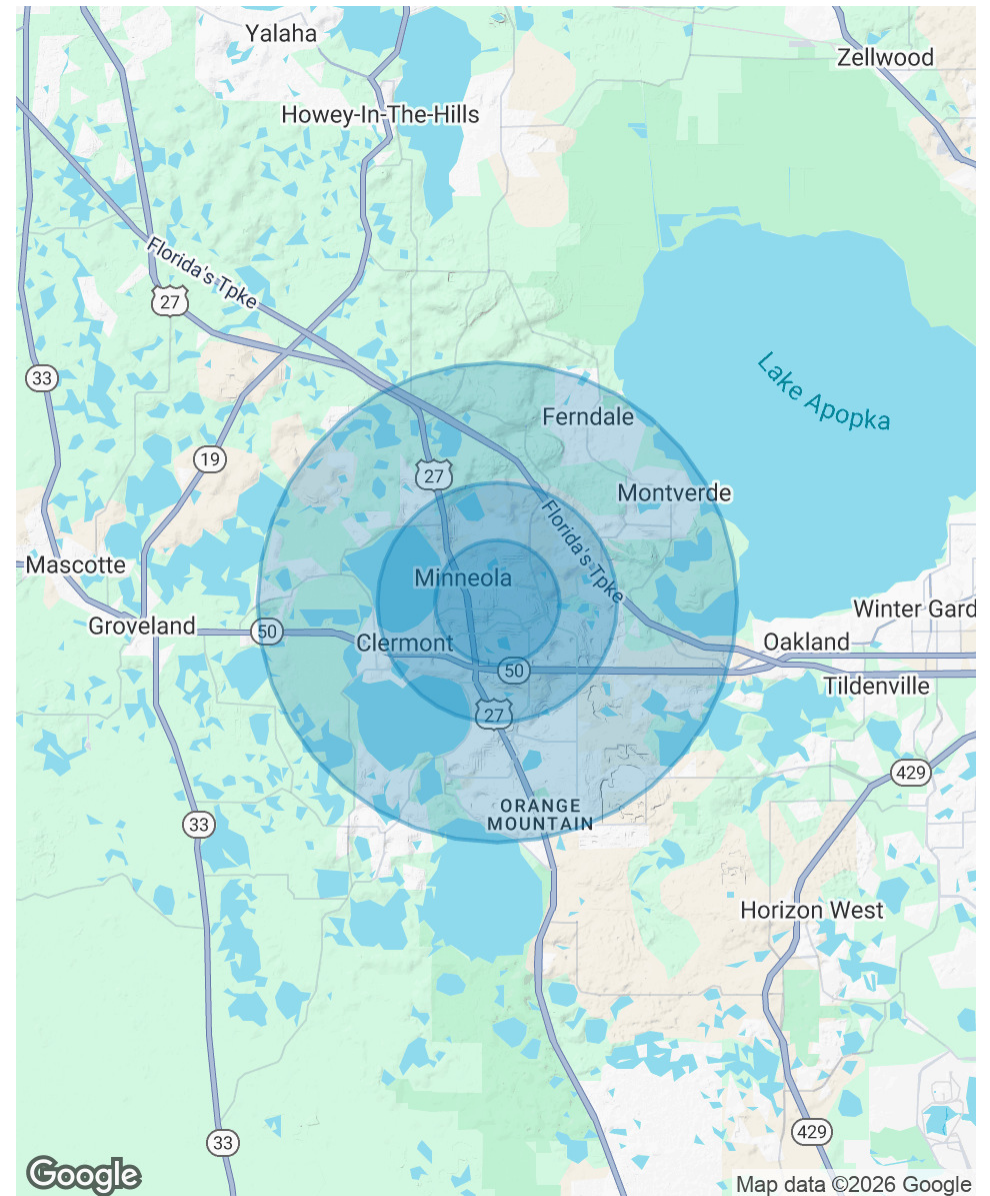 Yalaha
Zellwood
Howey-In-The-Hills
Florida's Tpke
27
33
Lake Apopka
Ferndale
19
27
Montverde
Florida's Tpke
Mascotte
Minneola
Winter Gard
Groveland
50
Clermont
Oakland
50
Tildenville
27
429
ORANGE
MOUNTAIN
33
Horizon West
429
33
Google
Map data ©2026 Google